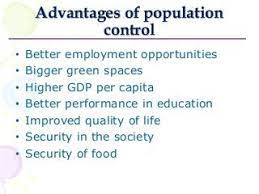 Advantages of population
control
• Better employment opportunities
• Bigger green spaces
• Higher GDP per capita
• Better performance in education
• Improved quality of life
• Security in the society
• Security of food